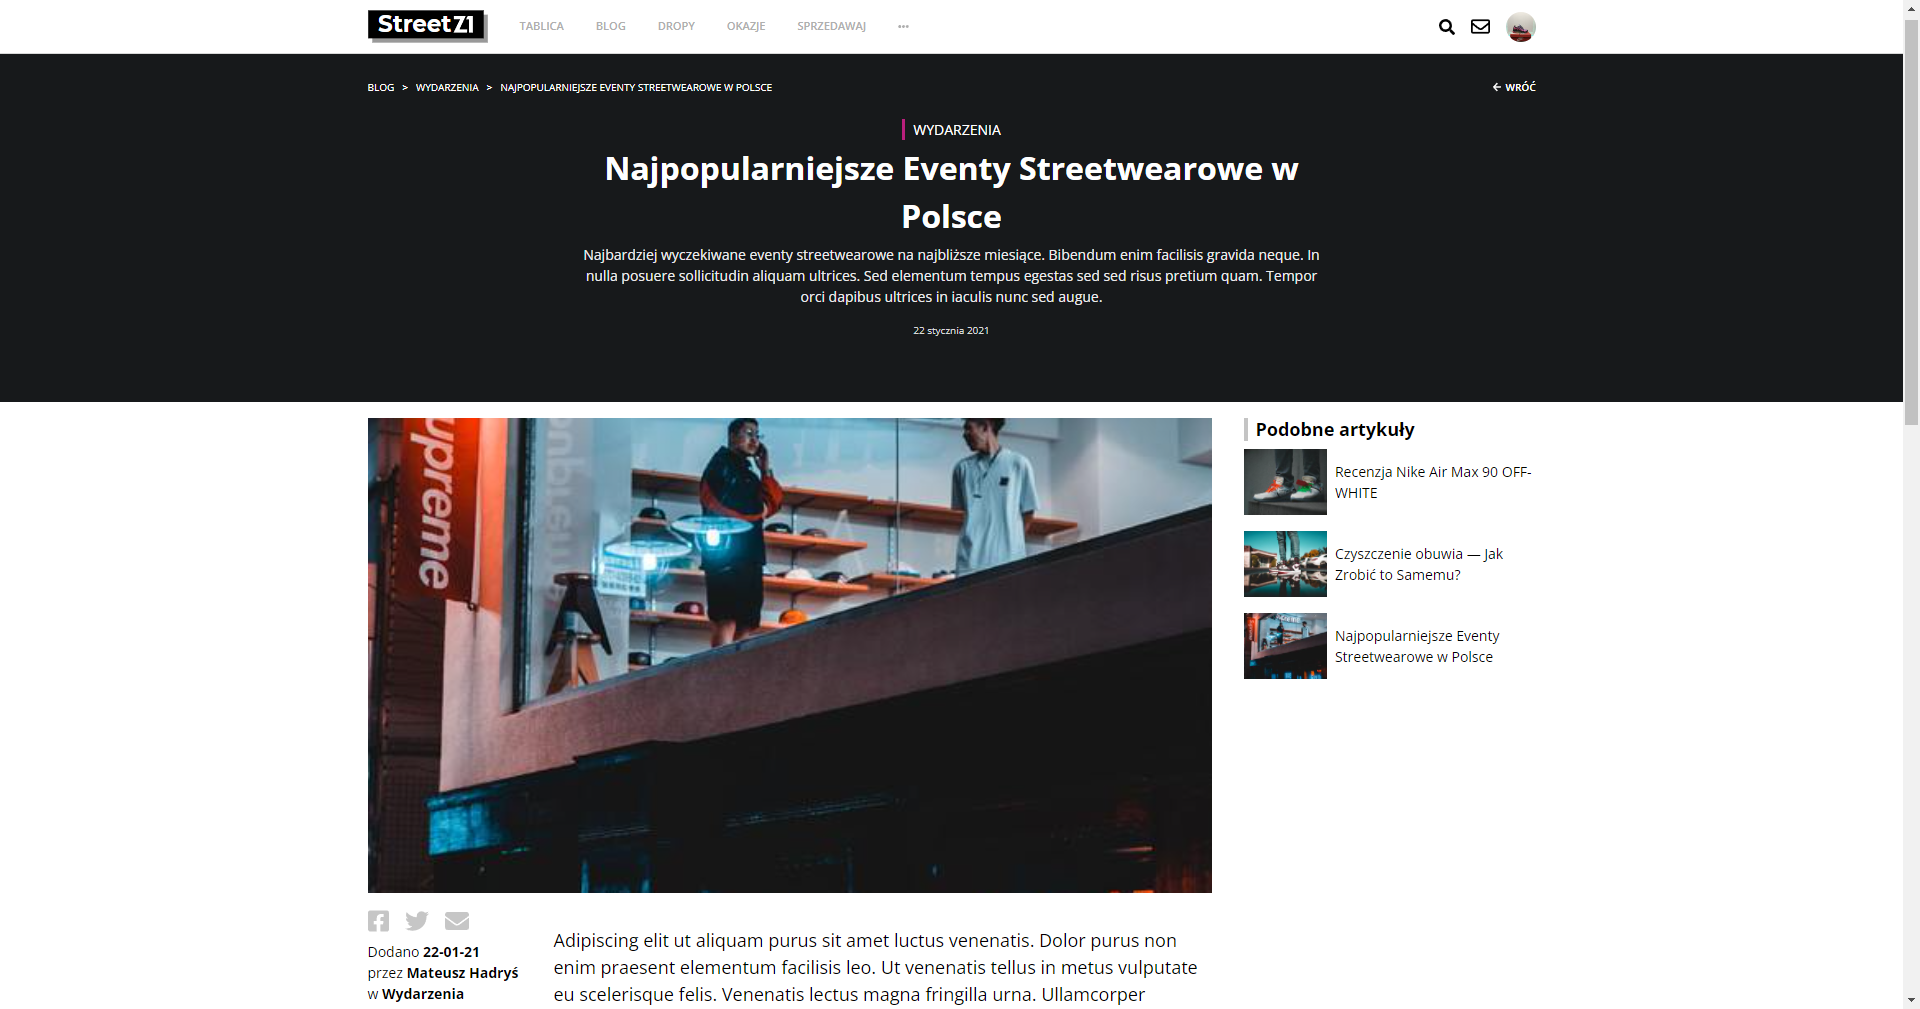 StreetZ1
TABLICA
BLOG
DROPY
OKAZJE
SPRZEDAWAJ
BLOG > WYDARZENIA > NAJPOPULARNIEJSZE EVENTY STREETWEAROWE W POLSCE
WRÓĆ
WYDARZENIA
Najpopularniejsze Eventy Streetwearowe w
Polsce
Najbardziej wyczekiwane eventy streetwearowe na najbliższe miesiące. Bibendum enim facilisis gravida neque. In
nulla posuere sollicitudin aliquam ultrices. Sed elementum tempus egestas sed sed risus pretium quam. Tempor
orci dapibus ultrices in iaculis nunc sed augue.
22 stycznia 2021
upreme
Podobne artykuły
Recenzja Nike Air Max 90 OFF-
WHITE
Czyszczenie obuwia — Jak
Zrobić to Samemu?
Najpopularniejsze Eventy
Streetwearowe w Polsce
Dodano 22-01-21
przez Mateusz Hadryś
w Wydarzenia
Adipiscing elit ut aliquam purus sit amet luctus venenatis. Dolor purus non
enim praesent elementum facilisis leo. Ut venenatis tellus in metus vulputate
eu scelerisque felis. Venenatis lectus magna fringilla urna. Ullamcorper